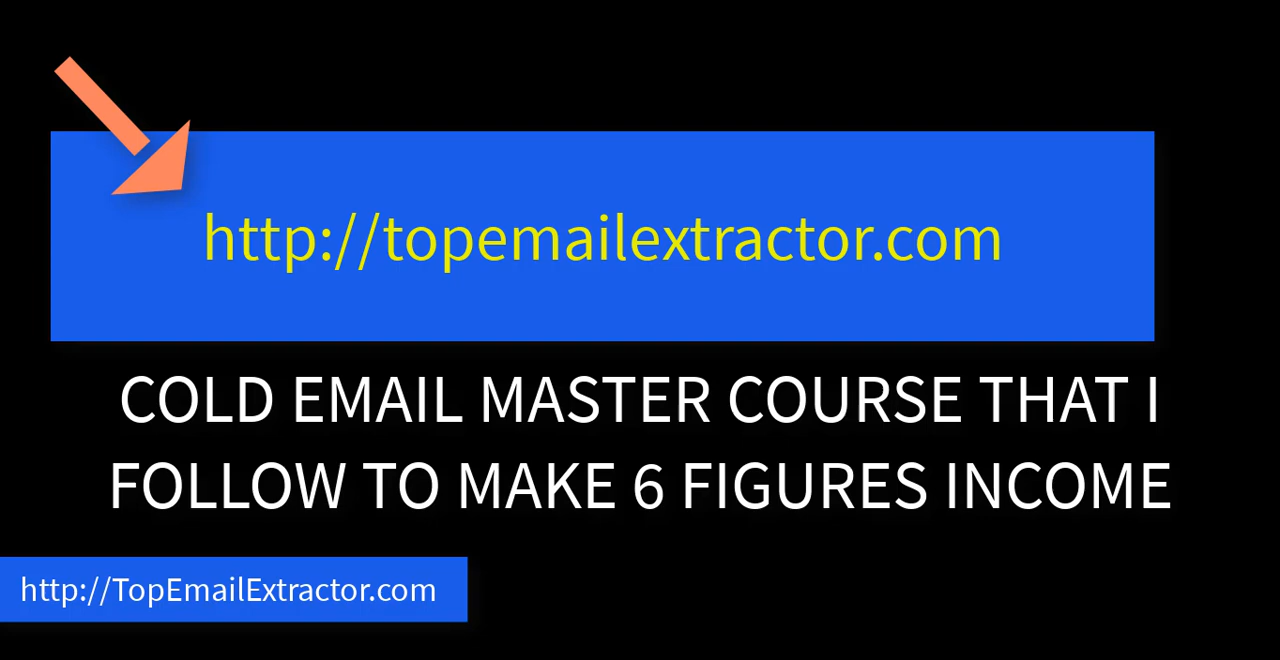 http://topemailextractor.com
COLD EMAIL MASTER COURSE THAT I
FOLLOW TO MAKE 6 FIGURES INCOME
http://TopEmailExtractor.com